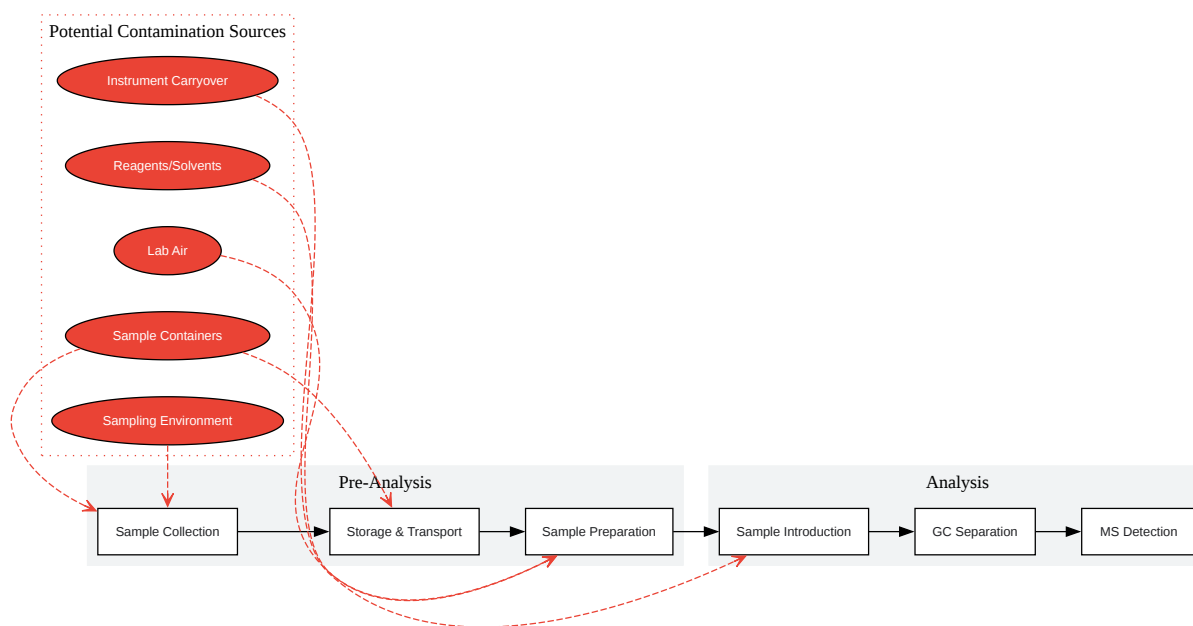 Potential Contamination Sources
Instrument Carryover
Reagents/Solvents
Lab Air
Sample Containers
Sampling Environment
Pre-Analysis
Analysis
Sample Collection
Storage & Transport
Sample Preparation
Sample Introduction
GC Separation
MS Detection